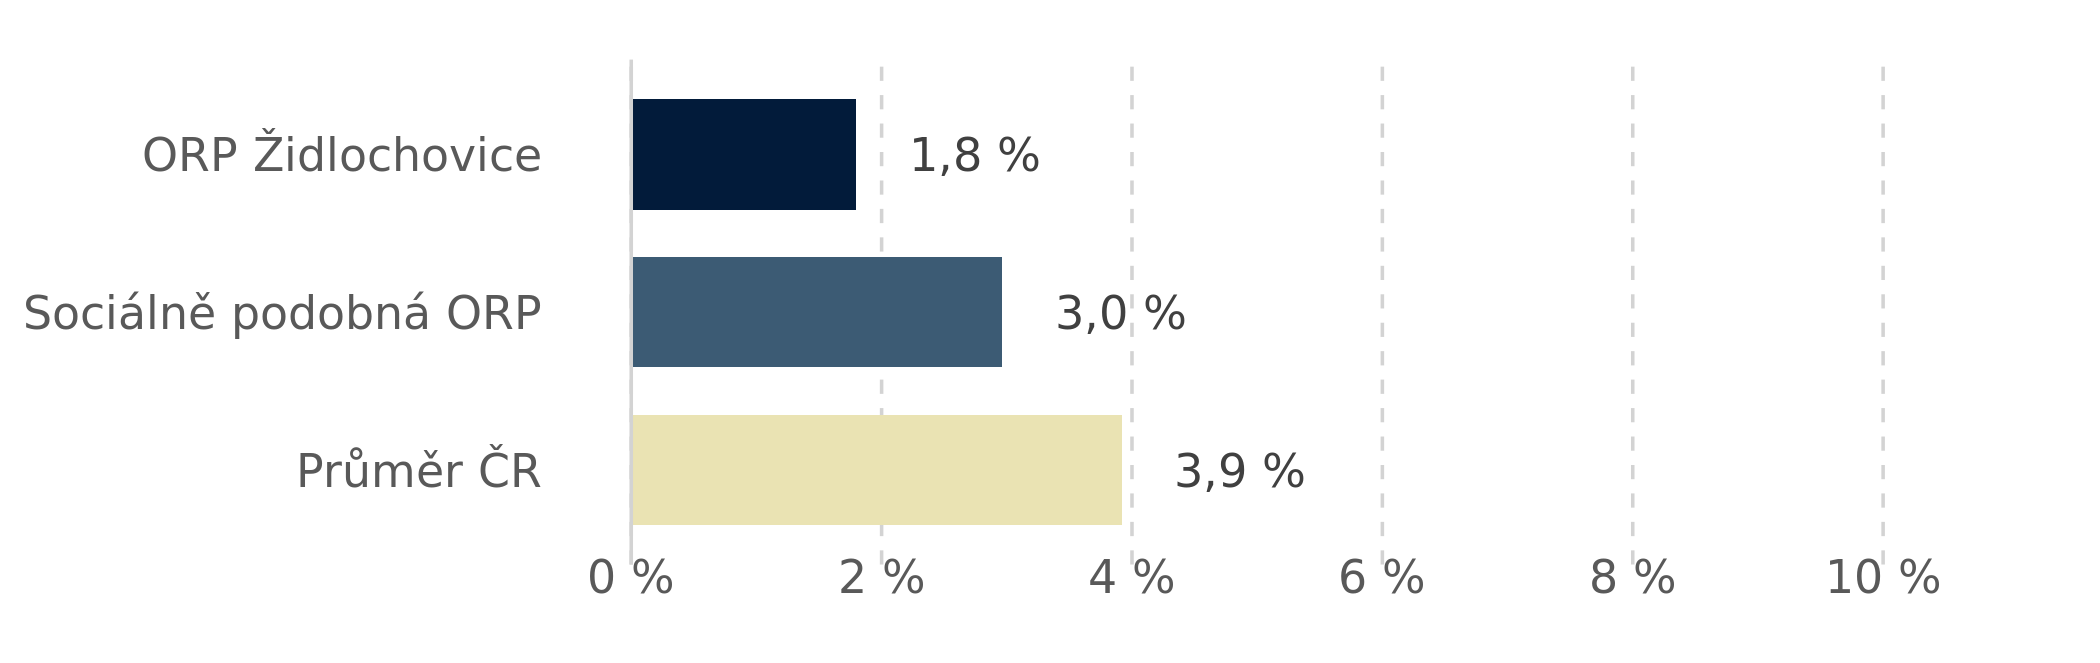 ORP Židlochovice 1,8 %
Sociálně podobná ORP 3,0 %
Průměr ČR 3,9 %
0 % 2 % 4 % 6 % 8 % 10 %